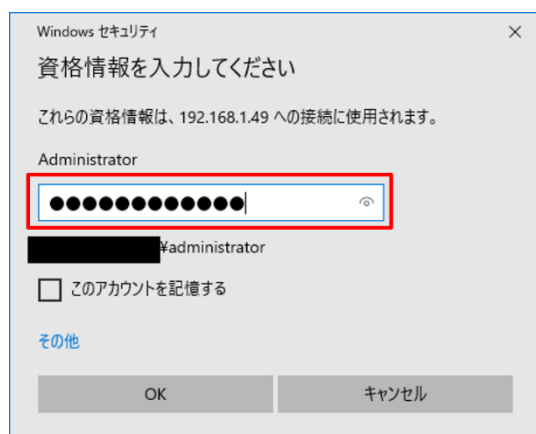 Windows セキュリティ
資格情報を入力してください
これらの資格情報は、192.168.1.49 への接続に使用されます。
Administrator
●●●●●●●●●●●●
¥administrator
このアカウントを記憶する
その他
OK
キャンセル